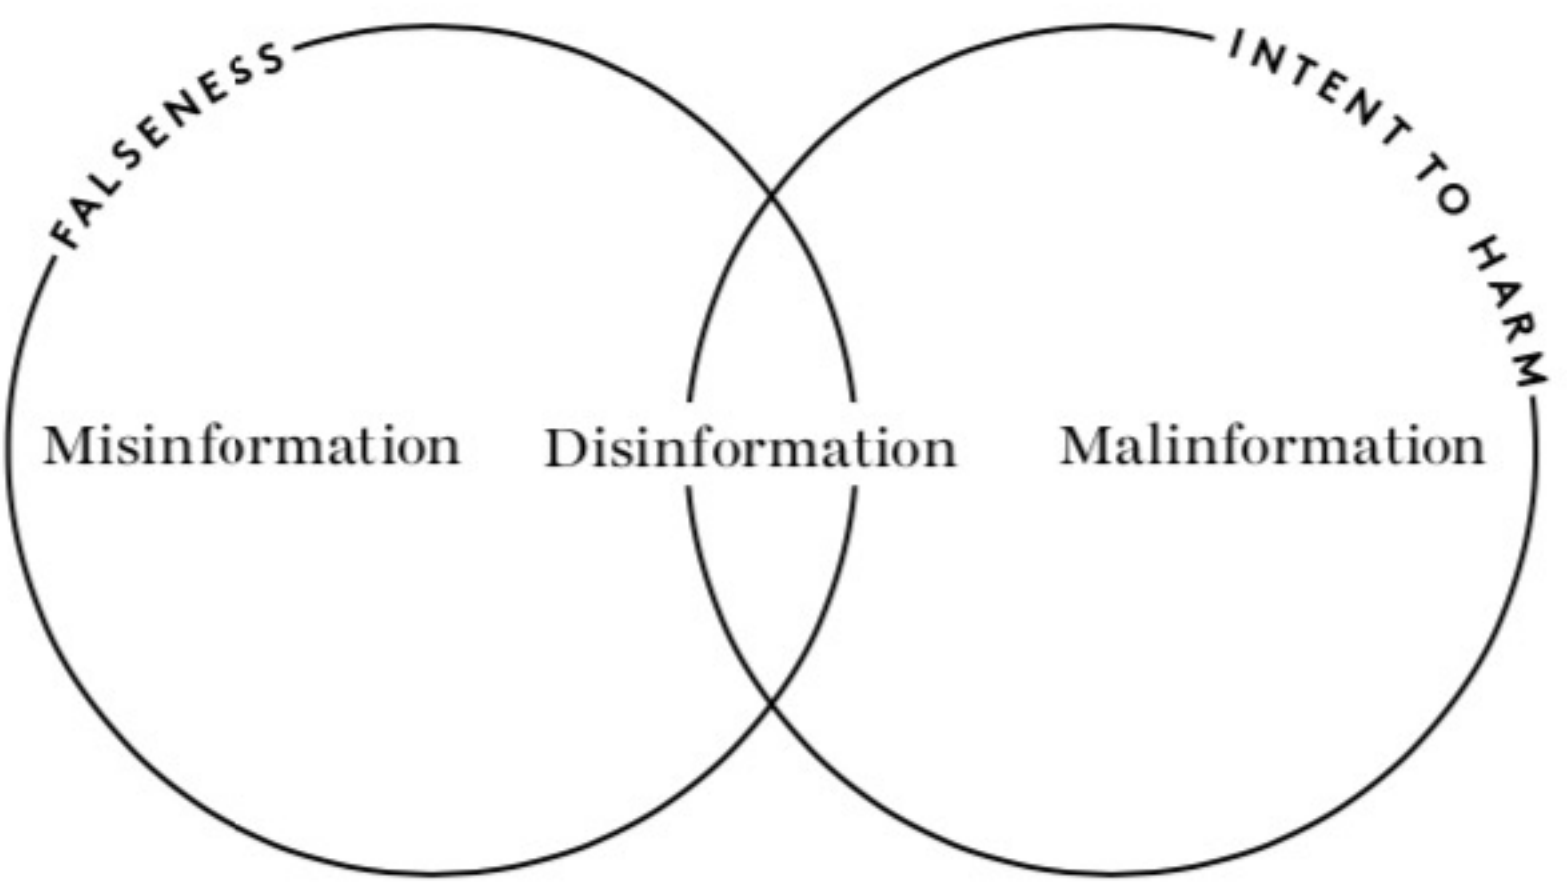 FALSENESS
INTENT TO HARM
Misinformation
Disinformation
Malinformation